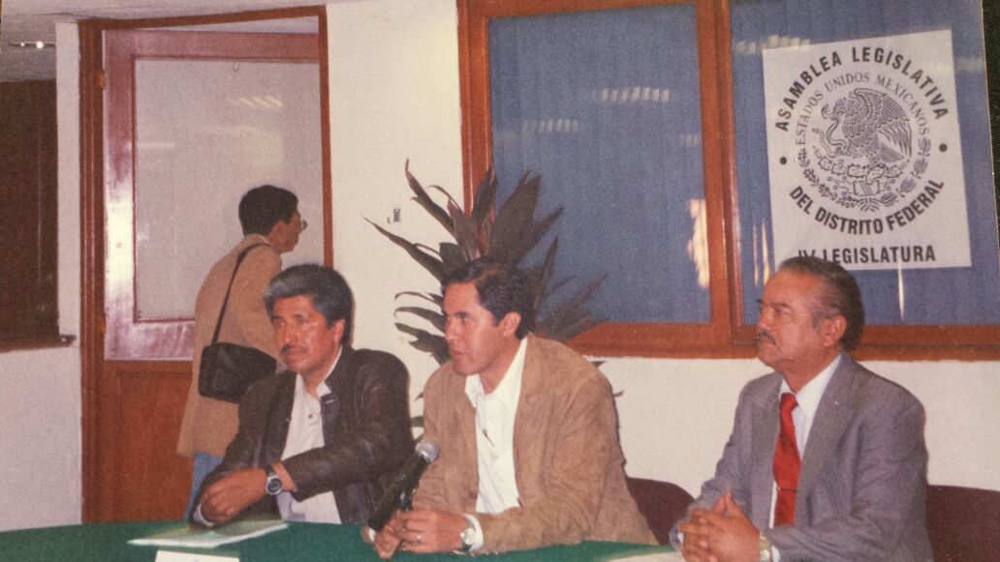 ASAMBLEA LEGISLATIVA
ESTADOS UNIDOS MEXICANOS
DEL DISTRITO FEDERAL
IV LEGISLATURA